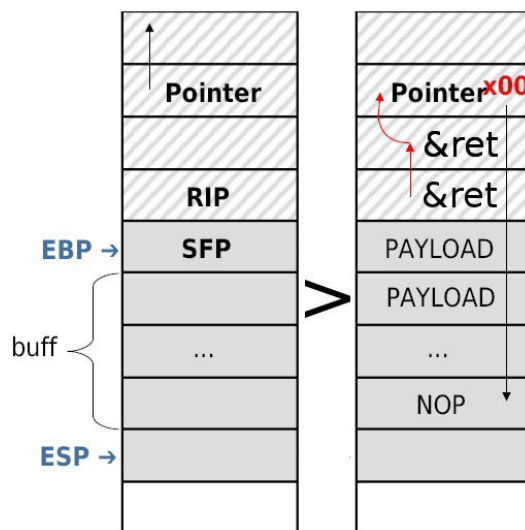 Pointer
RIP
EBP → SFP
buff
...
ESP →
>
Pointer x00
&ret
&ret
PAYLOAD
PAYLOAD
...
NOP